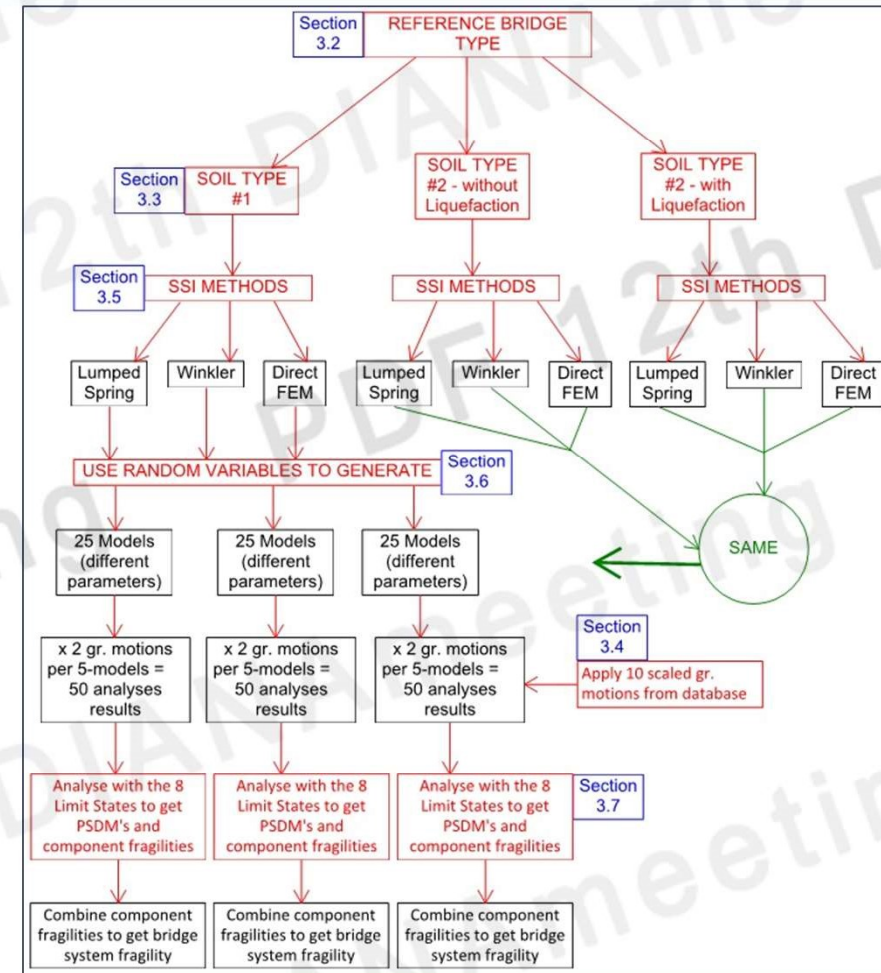 Section
3.2
REFERENCE BRIDGE
TYPE
Section
3.3
SOIL TYPE
#1
SOIL TYPE
#2 - without
Liquefaction
SOIL TYPE
#2 - with
Liquefaction
Section
3.5
SSI METHODS
SSI METHODS
SSI METHODS
Lumped
Spring
Winkler
Direct
FEM
Lumped
Spring
Winkler
Direct
FEM
Lumped
Spring
Winkler
Direct
FEM
USE RANDOM VARIABLES TO GENERATE
Section
3.6
25 Models
(different
parameters)
25 Models
(different
parameters)
25 Models
(different
parameters)
SAME
x 2 gr. motions
per 5-models =
50 analyses
results
x 2 gr. motions
per 5-models =
50 analyses
results
x 2 gr. motions
per 5-models =
50 analyses
results
Section
3.4
Apply 10 scaled gr.
motions from database
Analyse with the 8
Limit States to get
PSDM's and
component fragilities
Analyse with the 8
Limit States to get
PSDM's and
component fragilities
Analyse with the 8
Limit States to get
PSDM's and
component fragilities
Section
3.7
Combine component
fragilities to get bridge
system fragility
Combine component
fragilities to get bridge
system fragility
Combine component
fragilities to get bridge
system fragility
12th DIANAmeeting
PDF 12th D
DIANAmeeting